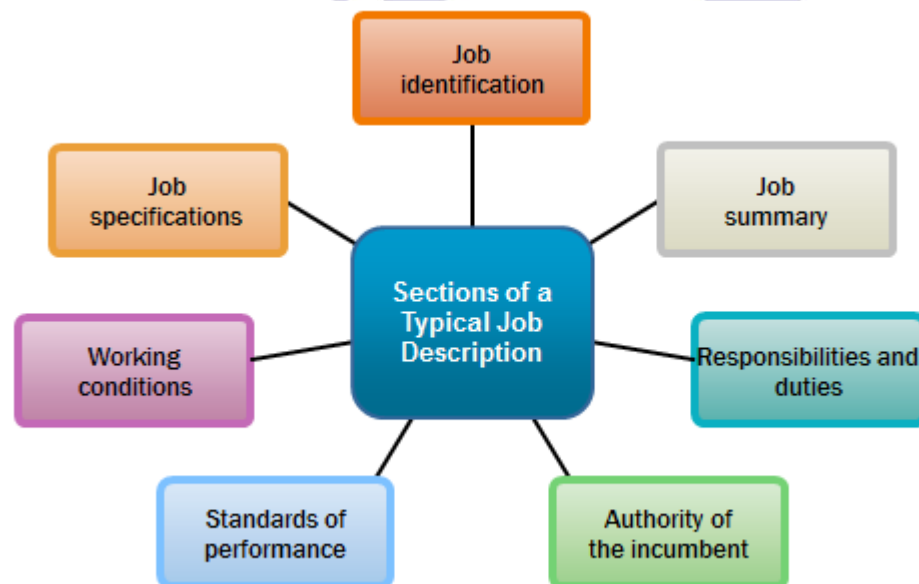 Job
identification
Job
specifications
Job
summary
Sections of a
Typical Job
Description
Working
conditions
Responsibilities and
duties
Standards of
performance
Authority of
the incumbent